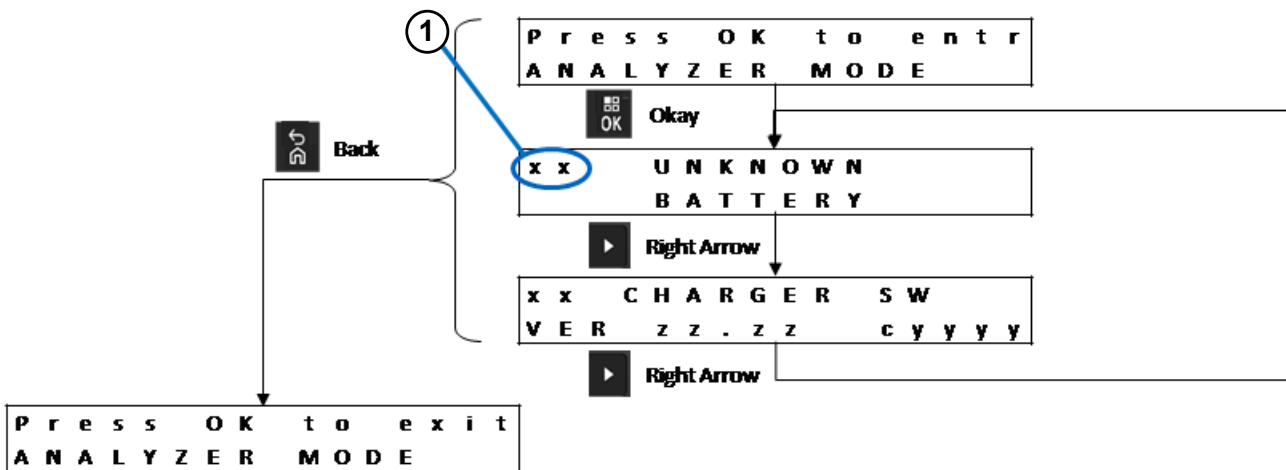 1
Press OK to entr
ANALYZER MODE
OK
Okay
Back
xx UNKNOWN
BATTERY
Right Arrow
xx CHARGER SW
VER zz.zz cyyyy
Right Arrow
Press OK to exit
ANALYZER MODE